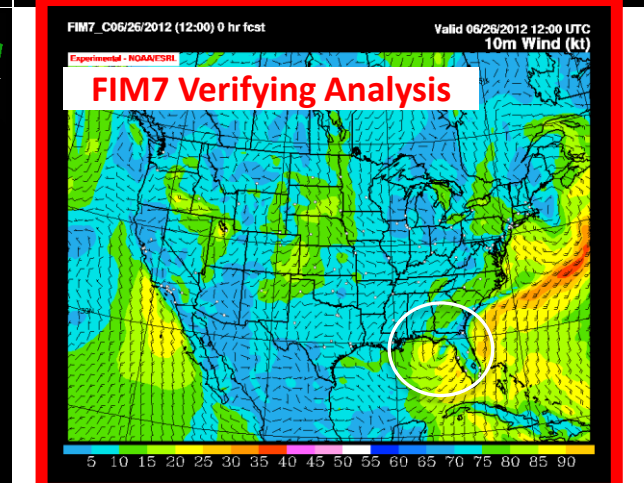 FIM7_C06/26/2012 (12:00) 0 hr fcst
Valid 06/26/2012 12:00 UTC
10m Wind (kt)
Experimental - NOAA/ESRL
FIM7 Verifying Analysis
5 10 15 20 25 30 35 40 45 50 55 60 65 70 75 80 85 90